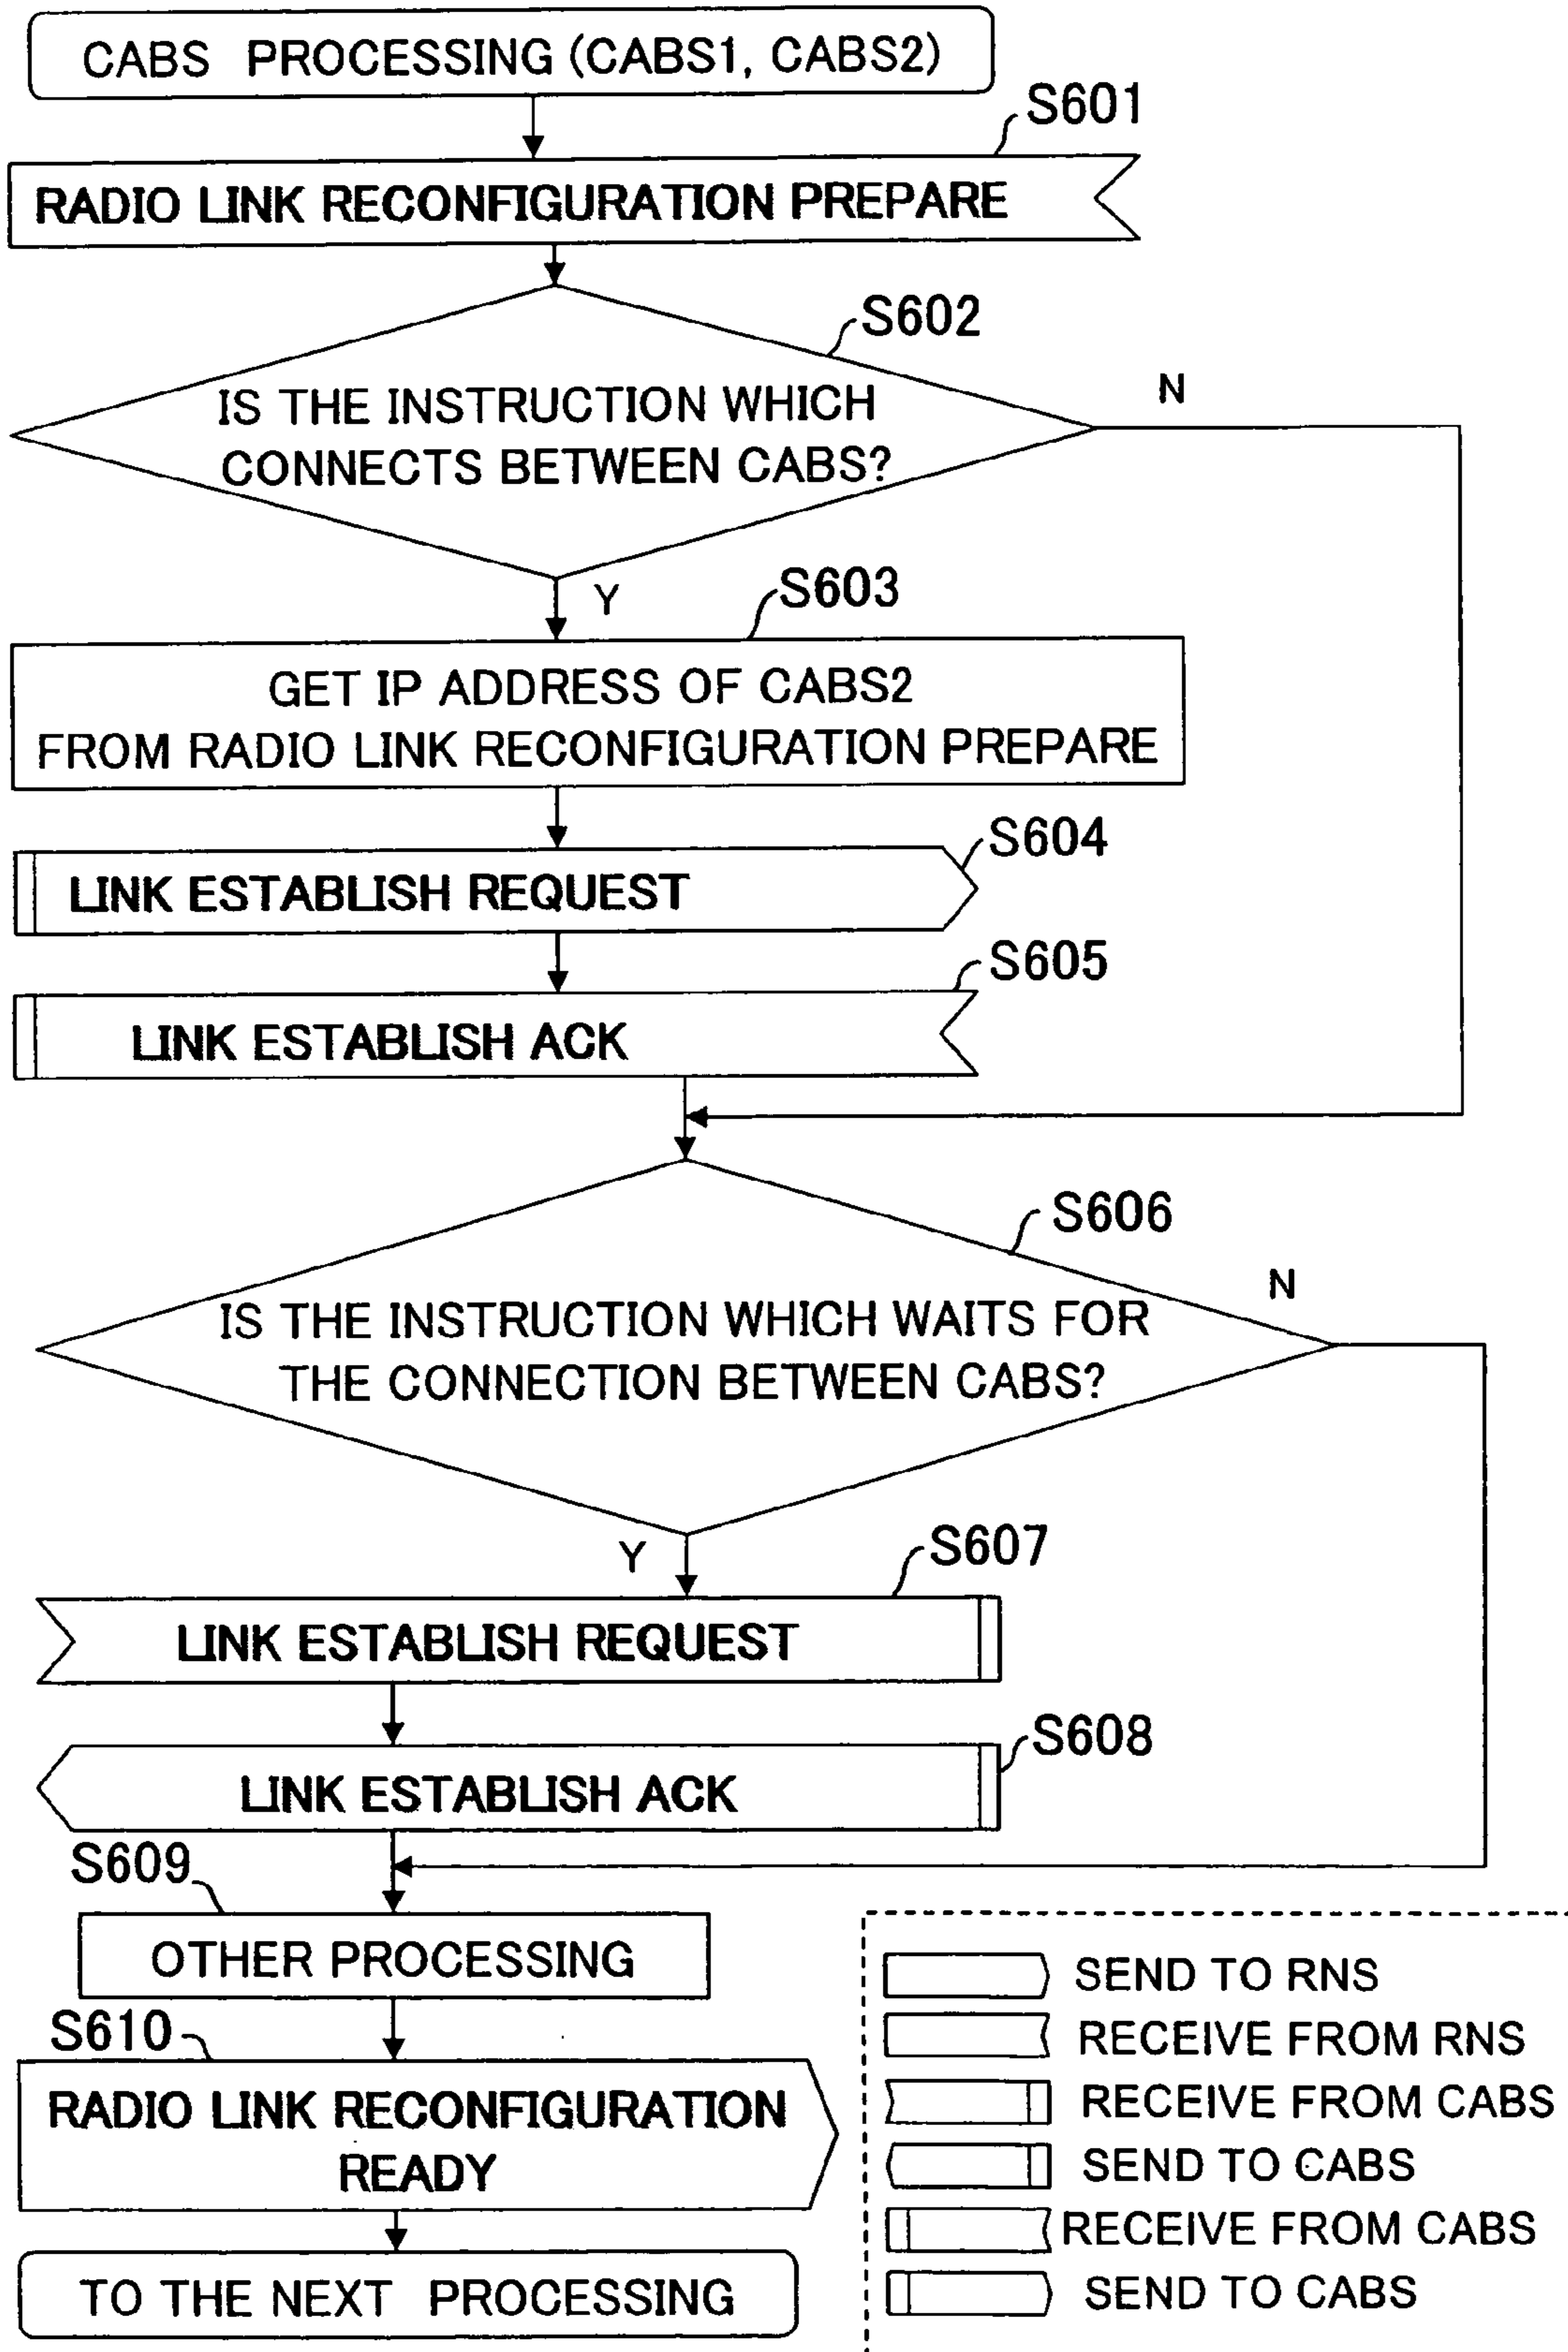 CABS PROCESSING (CABS1, CABS2)
S601
RADIO LINK RECONFIGURATION PREPARE
S602
IS THE INSTRUCTION WHICH
CONNECTS BETWEEN CABS?
N
Y
S603
GET IP ADDRESS OF CABS2
FROM RADIO LINK RECONFIGURATION PREPARE
S604
LINK ESTABLISH REQUEST
S605
LINK ESTABLISH ACK
S606
IS THE INSTRUCTION WHICH WAITS FOR
THE CONNECTION BETWEEN CABS?
N
Y
S607
LINK ESTABLISH REQUEST
S608
LINK ESTABLISH ACK
S609
OTHER PROCESSING
S610
RADIO LINK RECONFIGURATION
READY
TO THE NEXT PROCESSING
SEND TO RNS
RECEIVE FROM RNS
RECEIVE FROM CABS
SEND TO CABS
RECEIVE FROM CABS
SEND TO CABS